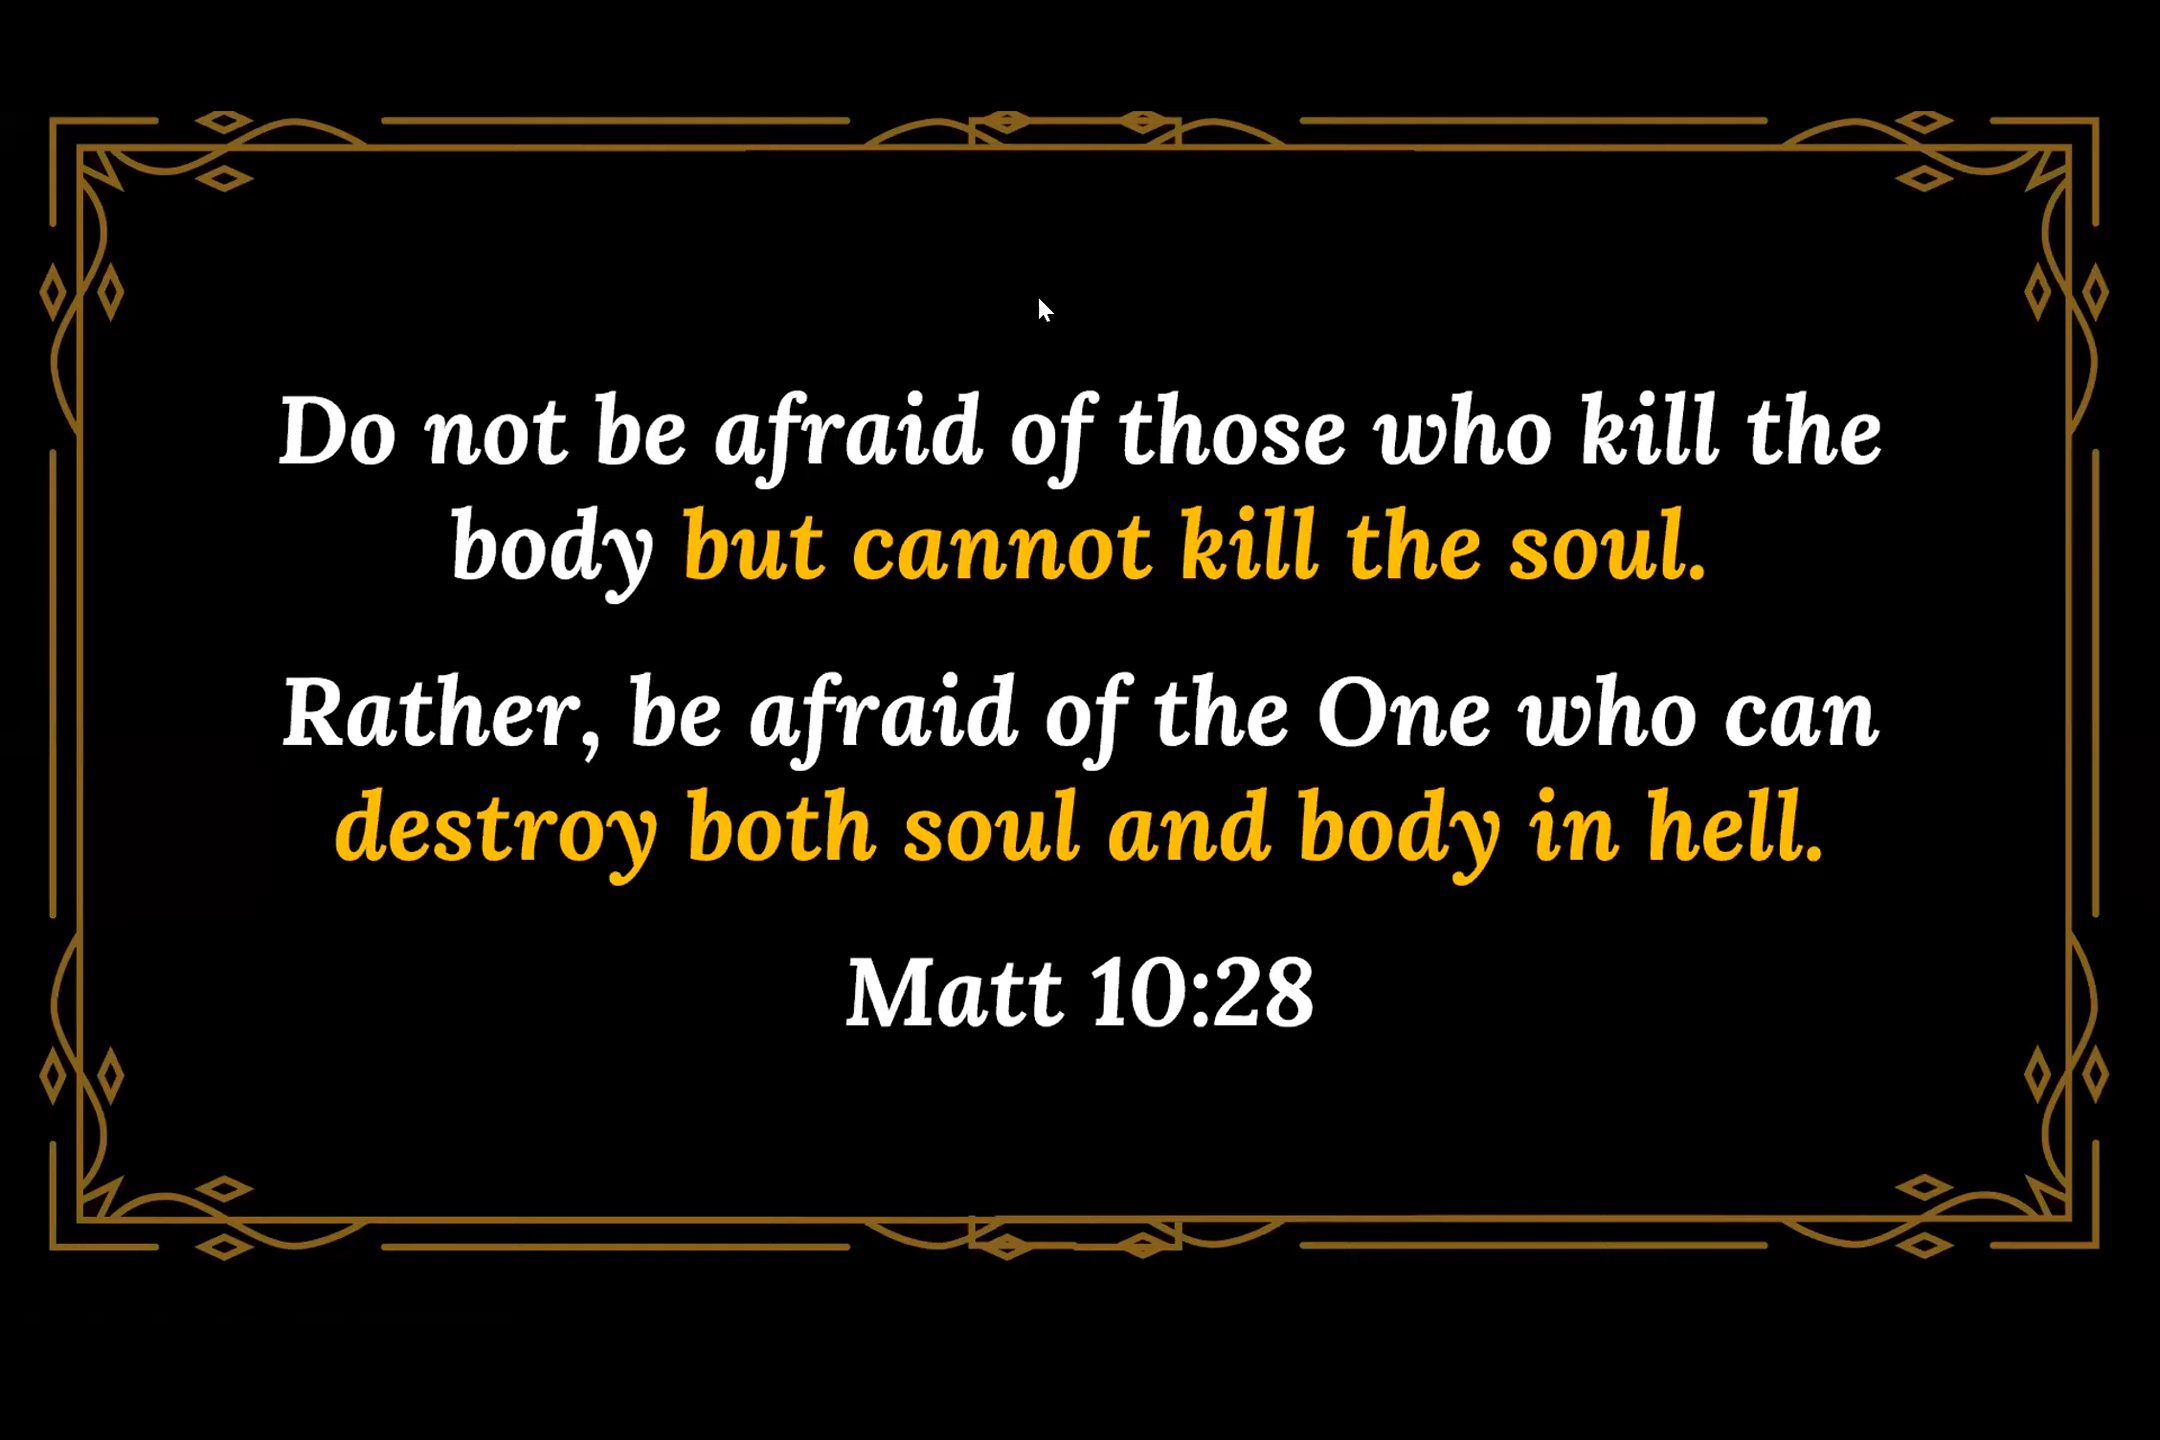 Do not be afraid of those who kill the
body but cannot kill the soul.
Rather, be afraid of the One who can
destroy both soul and body in hell.
Matt 10:28